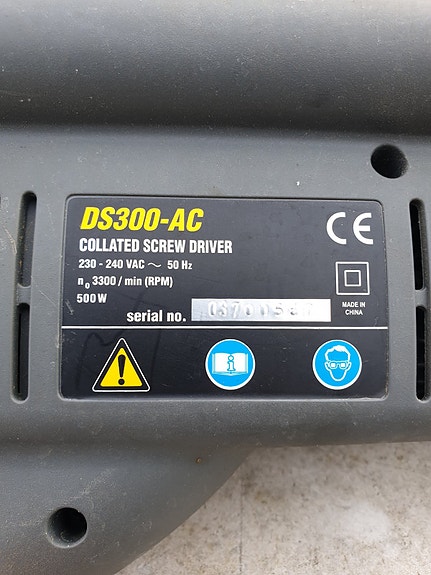 DS300-AC
COLLATED SCREW DRIVER
230 - 240 VAC ~ 50 Hz
n₀ 3300 / min (RPM)
500 W
serial no.
CE
MADE IN
CHINA